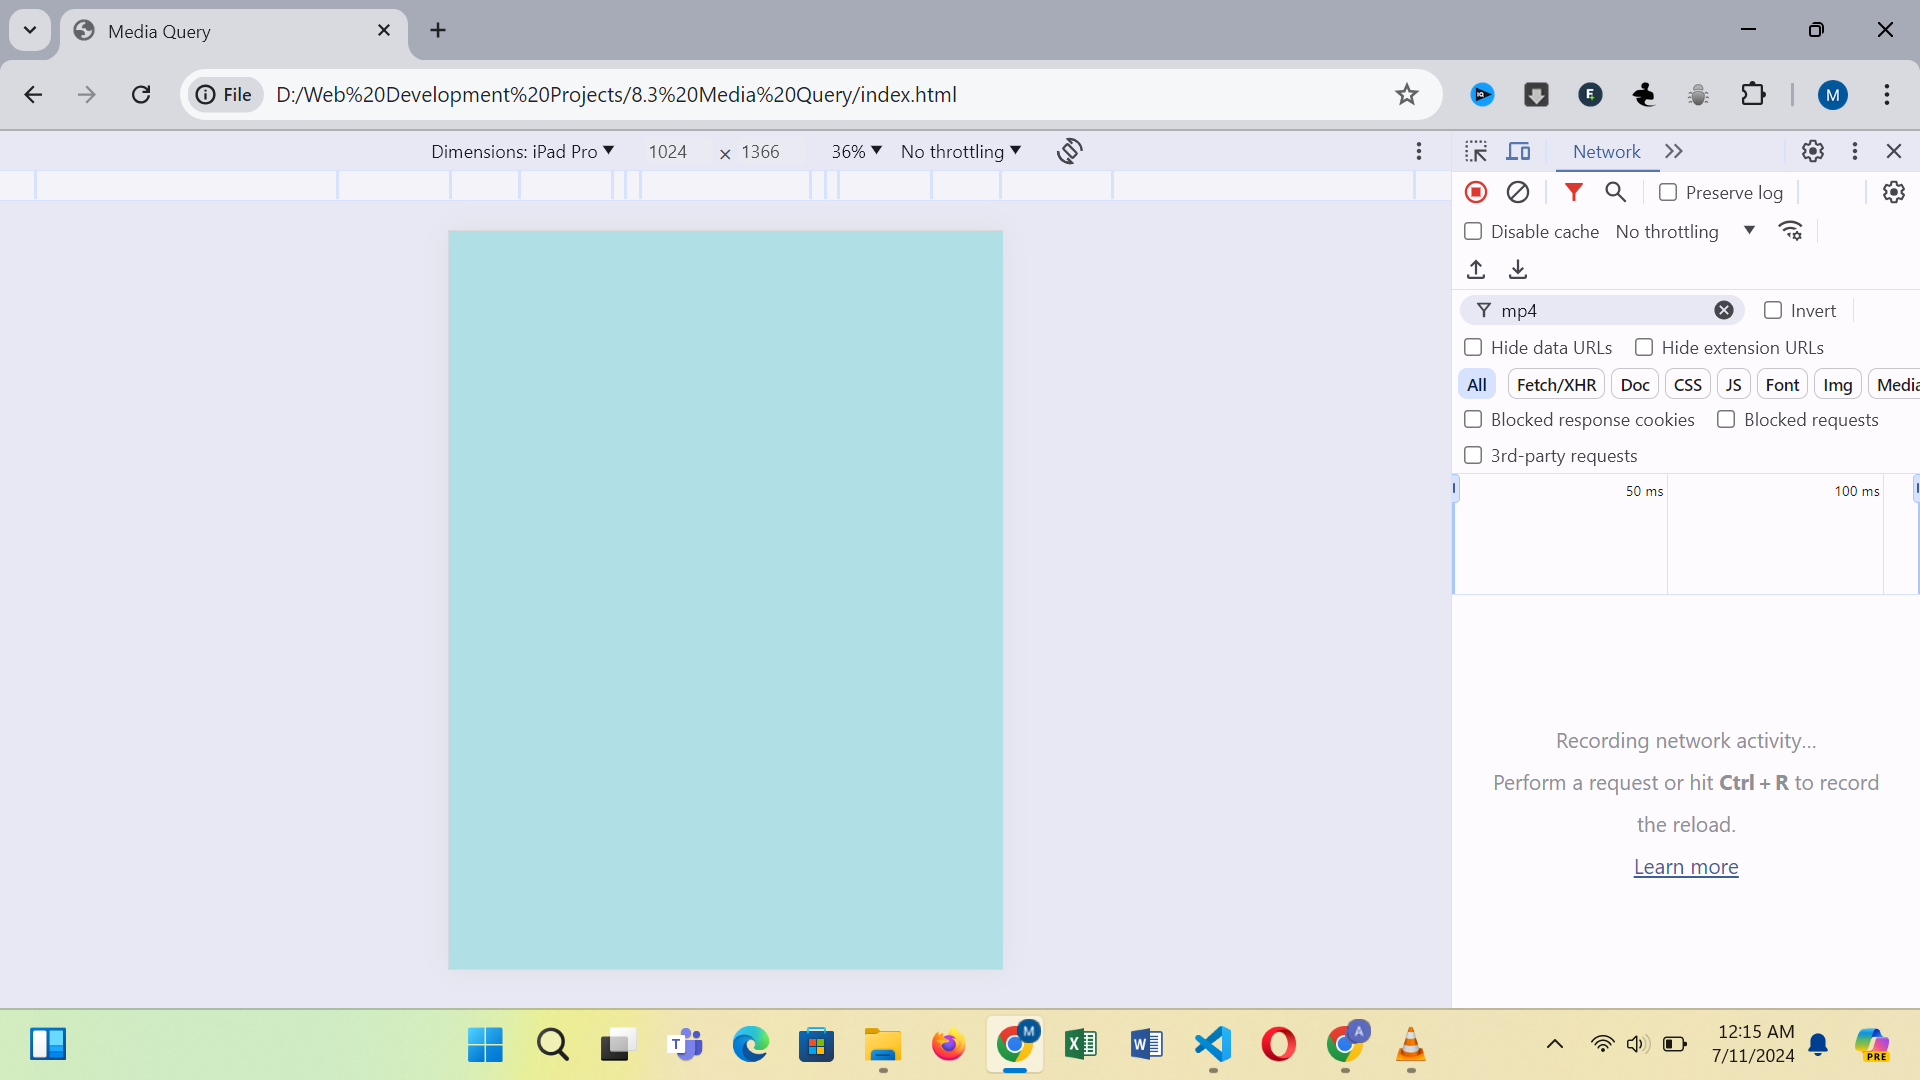 Media Query
File D:/Web%20Development%20Projects/8.3%20Media%20Query/index.html
M
Dimensions: iPad Pro 1024 × 1366 36% No throttling
Network
Preserve log
Disable cache No throttling
mp4
Invert
Hide data URLs Hide extension URLs
All Fetch/XHR Doc CSS JS Font Img Media
Blocked response cookies Blocked requests
3rd-party requests
50 ms 100 ms
Recording network activity…
Perform a request or hit Ctrl + R to record
the reload.
Learn more
12:15 AM
7/11/2024
M
A
PRE